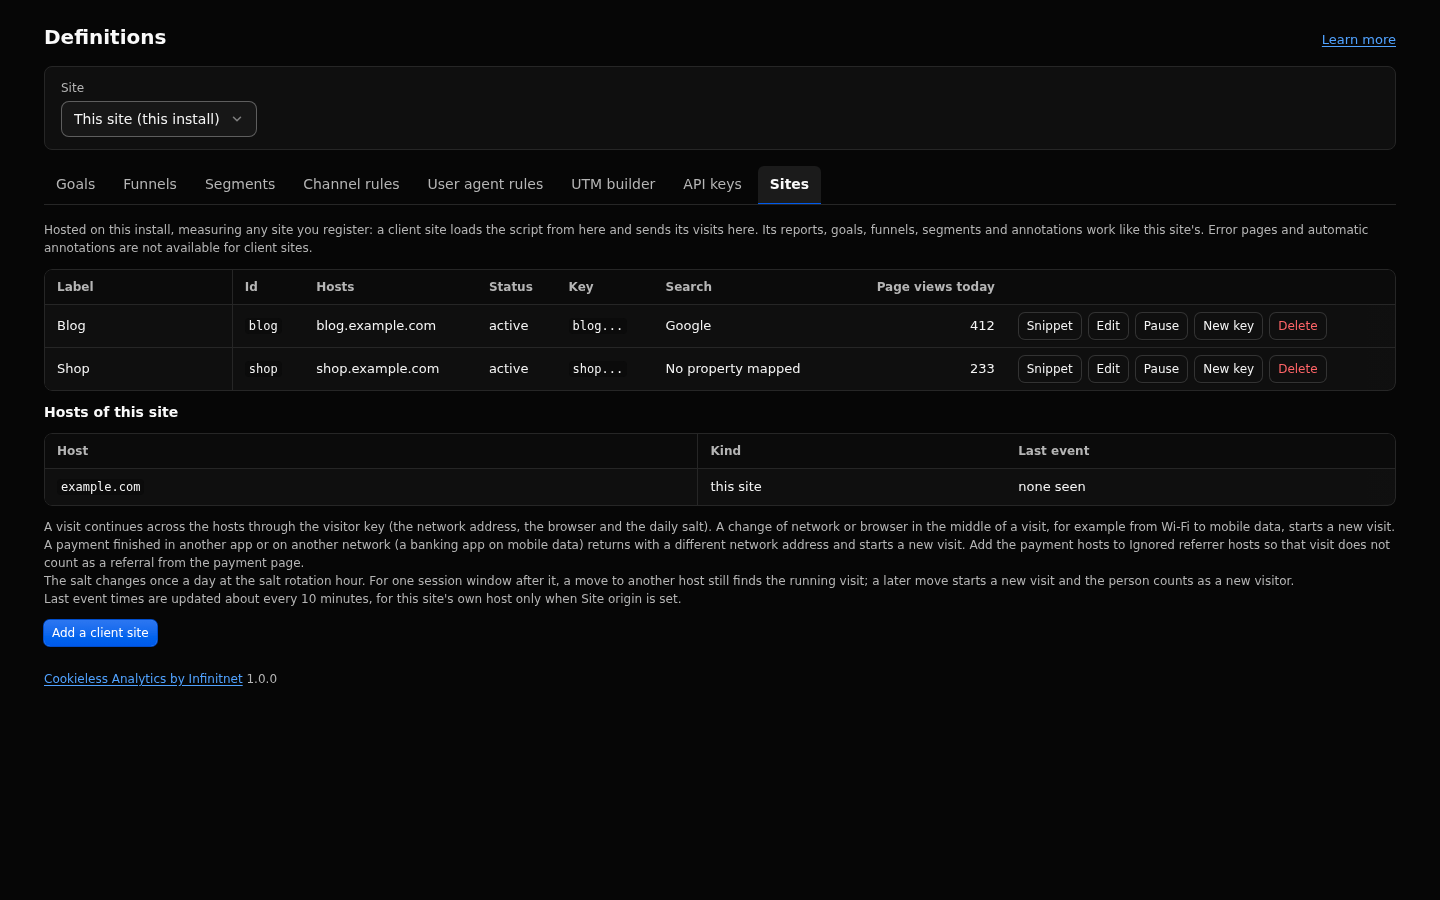 Definitions
Learn more
Site
This site (this install)
Goals Funnels Segments Channel rules User agent rules UTM builder API keys Sites
Hosted on this install, measuring any site you register: a client site loads the script from here and sends its visits here. Its reports, goals, funnels, segments and annotations work like this site's. Error pages and automatic
annotations are not available for client sites.
Label Id Hosts Status Key Search Page views today
Blog blog blog.example.com active blog... Google 412 Snippet Edit Pause New key Delete
Shop shop shop.example.com active shop... No property mapped 233 Snippet Edit Pause New key Delete
Hosts of this site
Host Kind Last event
example.com this site none seen
A visit continues across the hosts through the visitor key (the network address, the browser and the daily salt). A change of network or browser in the middle of a visit, for example from Wi-Fi to mobile data, starts a new visit.
A payment finished in another app or on another network (a banking app on mobile data) returns with a different network address and starts a new visit. Add the payment hosts to Ignored referrer hosts so that visit does not
count as a referral from the payment page.
The salt changes once a day at the salt rotation hour. For one session window after it, a move to another host still finds the running visit; a later move starts a new visit and the person counts as a new visitor.
Last event times are updated about every 10 minutes, for this site's own host only when Site origin is set.
Add a client site
Cookieless Analytics by Infinitnet 1.0.0